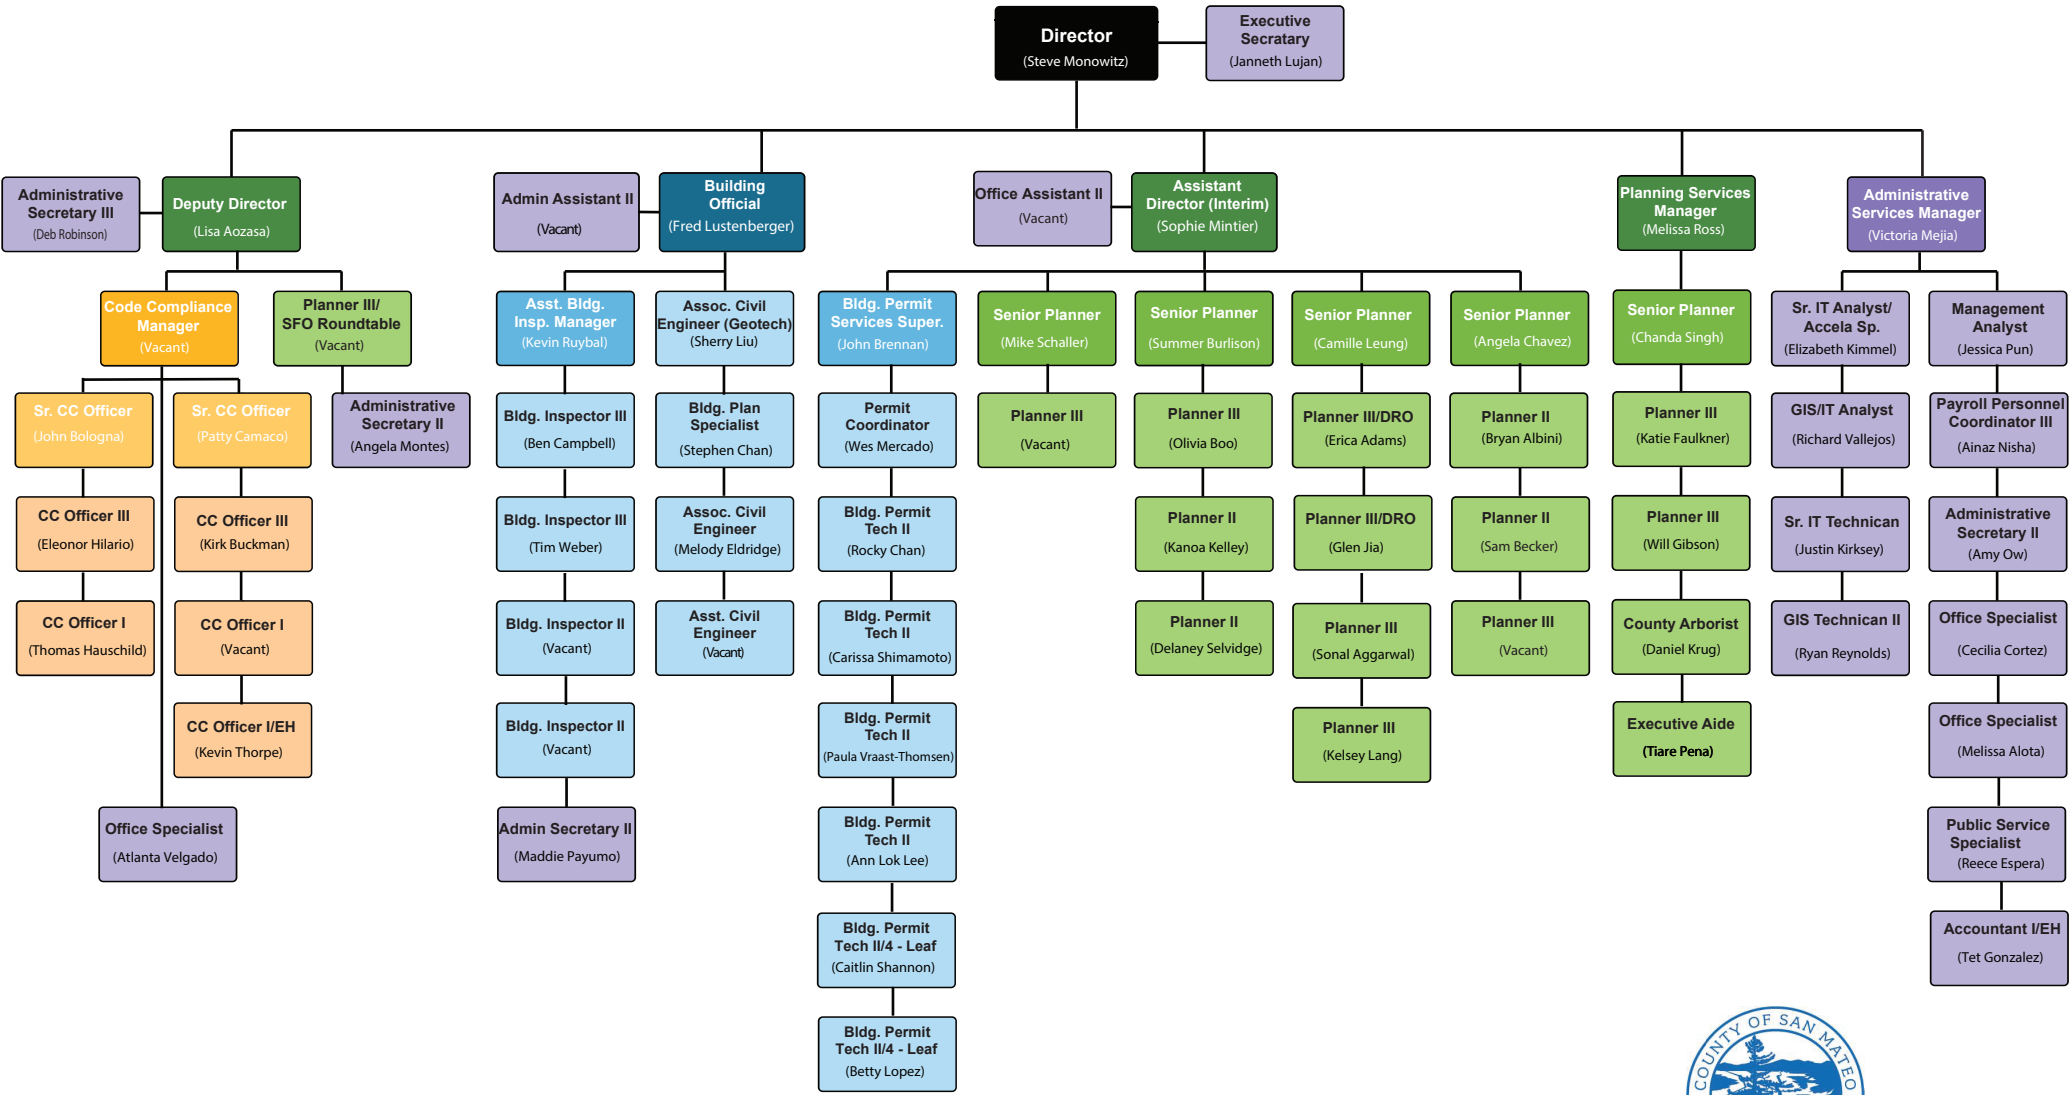 Director
(Steve Monowitz)
Executive
Secratary
(Janneth Lujan)
Administrative
Secretary III
(Deb Robinson)
Deputy Director
(Lisa Aozasa)
Admin Assistant II
(Vacant)
Building
Official
(Fred Lustenberger)
Office Assistant II
(Vacant)
Assistant
Director (Interim)
(Sophie Mintier)
Planning Services
Manager
(Melissa Ross)
Administrative
Services Manager
(Victoria Mejia)
Code Compliance
Manager
(Vacant)
Planner III/
SFO Roundtable
(Vacant)
Asst. Bldg.
Insp. Manager
(Kevin Ruybal)
Assoc. Civil
Engineer (Geotech)
(Sherry Liu)
Bldg. Permit
Services Super.
(John Brennan)
Senior Planner
(Mike Schaller)
Senior Planner
(Summer Burlison)
Senior Planner
(Camille Leung)
Senior Planner
(Angela Chavez)
Senior Planner
(Chanda Singh)
Sr. IT Analyst/
Accela Sp.
(Elizabeth Kimmel)
Management
Analyst
(Jessica Pun)
Sr. CC Officer
(John Bologna)
Sr. CC Officer
(Patty Camaco)
Administrative
Secretary II
(Angela Montes)
Bldg. Inspector III
(Ben Campbell)
Bldg. Plan
Specialist
(Stephen Chan)
Permit
Coordinator
(Wes Mercado)
Planner III
(Vacant)
Planner III
(Olivia Boo)
Planner III/DRO
(Erica Adams)
Planner II
(Bryan Albini)
Planner III
(Katie Faulkner)
GIS/IT Analyst
(Richard Vallejos)
Payroll Personnel
Coordinator III
(Ainaz Nisha)
CC Officer III
(Eleonor Hilario)
CC Officer III
(Kirk Buckman)
Bldg. Inspector III
(Tim Weber)
Assoc. Civil
Engineer
(Melody Eldridge)
Bldg. Permit
Tech II
(Rocky Chan)
Planner II
(Kanoa Kelley)
Planner III/DRO
(Glen Jia)
Planner II
(Sam Becker)
Planner III
(Will Gibson)
Sr. IT Technican
(Justin Kirksey)
Administrative
Secretary II
(Amy Ow)
CC Officer I
(Thomas Hauschild)
CC Officer I
(Vacant)
Bldg. Inspector II
(Vacant)
Asst. Civil
Engineer
(Vacant)
Bldg. Permit
Tech II
(Carissa Shimamoto)
Planner II
(Delaney Selvidge)
Planner III
(Sonal Aggarwal)
Planner III
(Vacant)
County Arborist
(Daniel Krug)
GIS Technican II
(Ryan Reynolds)
Office Specialist
(Cecilia Cortez)
CC Officer I/EH
(Kevin Thorpe)
Bldg. Inspector II
(Vacant)
Bldg. Permit
Tech II
(Paula Vraast-Thomsen)
Planner III
(Kelsey Lang)
Executive Aide
(Tiare Pena)
Office Specialist
(Melissa Alota)
Office Specialist
(Atlanta Velgado)
Admin Secretary II
(Maddie Payumo)
Bldg. Permit
Tech II
(Ann Lok Lee)
Public Service
Specialist
(Reece Espera)
Bldg. Permit
Tech II/4 - Leaf
(Caitlin Shannon)
Accountant I/EH
(Tet Gonzalez)
Bldg. Permit
Tech II/4 - Leaf
(Betty Lopez)
COUNTY OF SAN MATEO